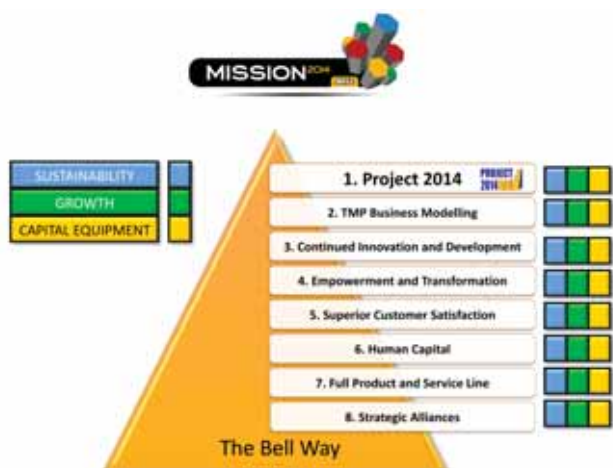 MISSION 2014
SUSTAINABILITY
GROWTH
CAPITAL EQUIPMENT
1. Project 2014 PROJECT 2014
2. TMP Business Modelling
3. Continued Innovation and Development
4. Empowerment and Transformation
5. Superior Customer Satisfaction
6. Human Capital
7. Full Product and Service Line
8. Strategic Alliances
The Bell Way